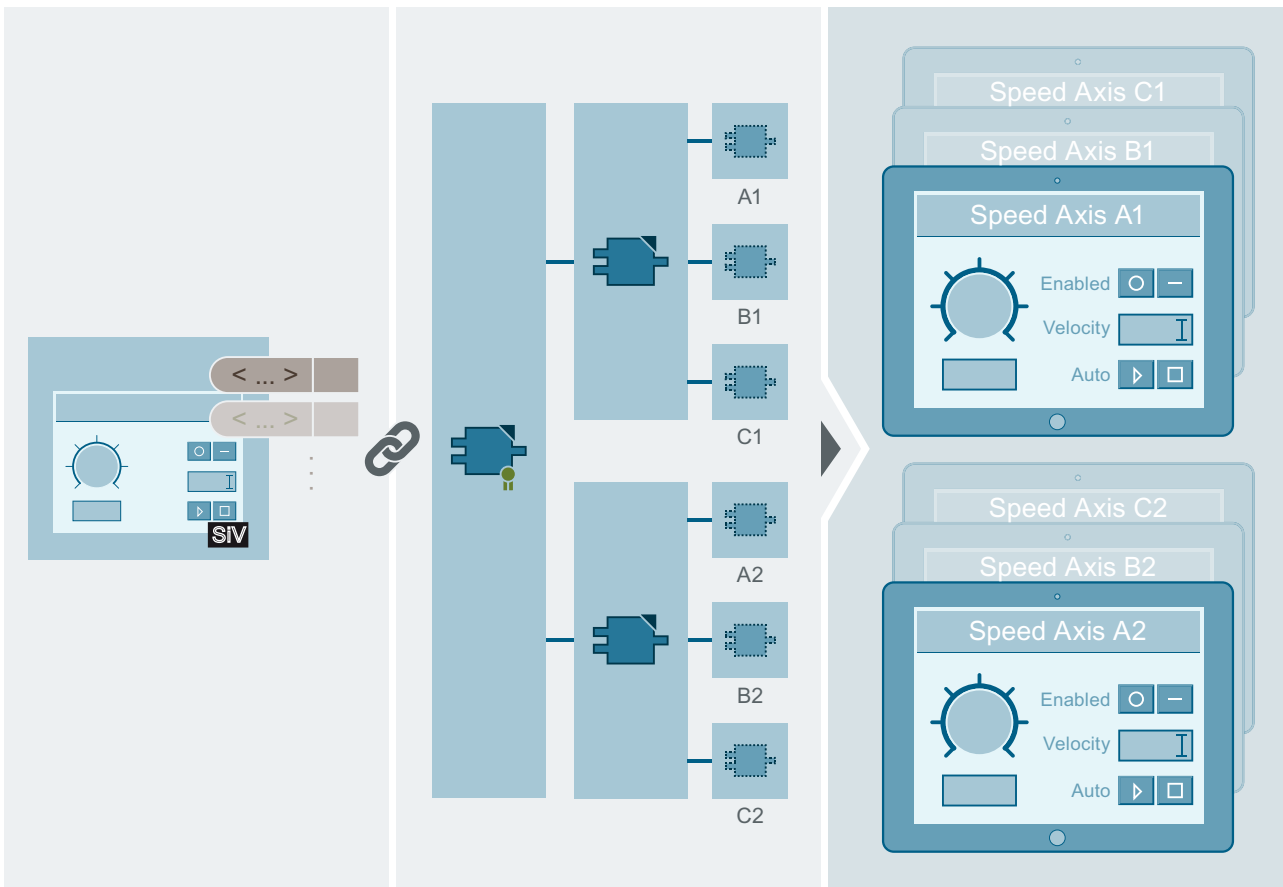 < ... >
< ... >
SiV
A1
B1
C1
A2
B2
C2
Speed Axis C1
Speed Axis B1
Speed Axis A1
Enabled
Velocity
Auto
Speed Axis C2
Speed Axis B2
Speed Axis A2
Enabled
Velocity
Auto